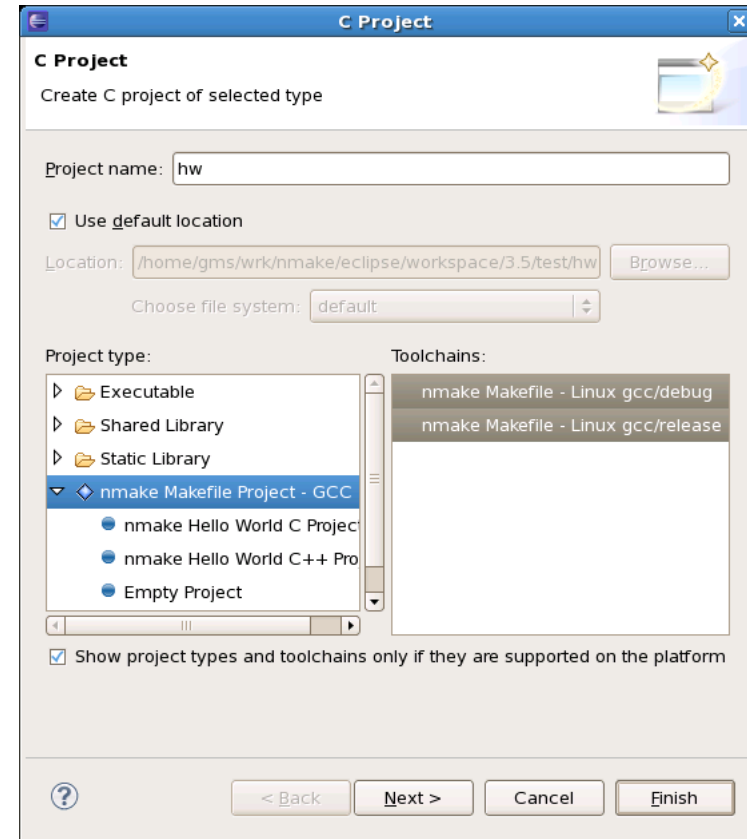 C Project
C Project
Create C project of selected type
Project name: hw
Use default location
Location: /home/gms/wrk/nmake/eclipse/workspace/3.5/test/hw Browse...
Choose file system: default
Project type: Toolchains:
Executable nmake Makefile - Linux gcc/debug
Shared Library nmake Makefile - Linux gcc/release
Static Library
nmake Makefile Project - GCC
nmake Hello World C Projec
nmake Hello World C++ Pro
Empty Project
Show project types and toolchains only if they are supported on the platform
? < Back Next > Cancel Finish